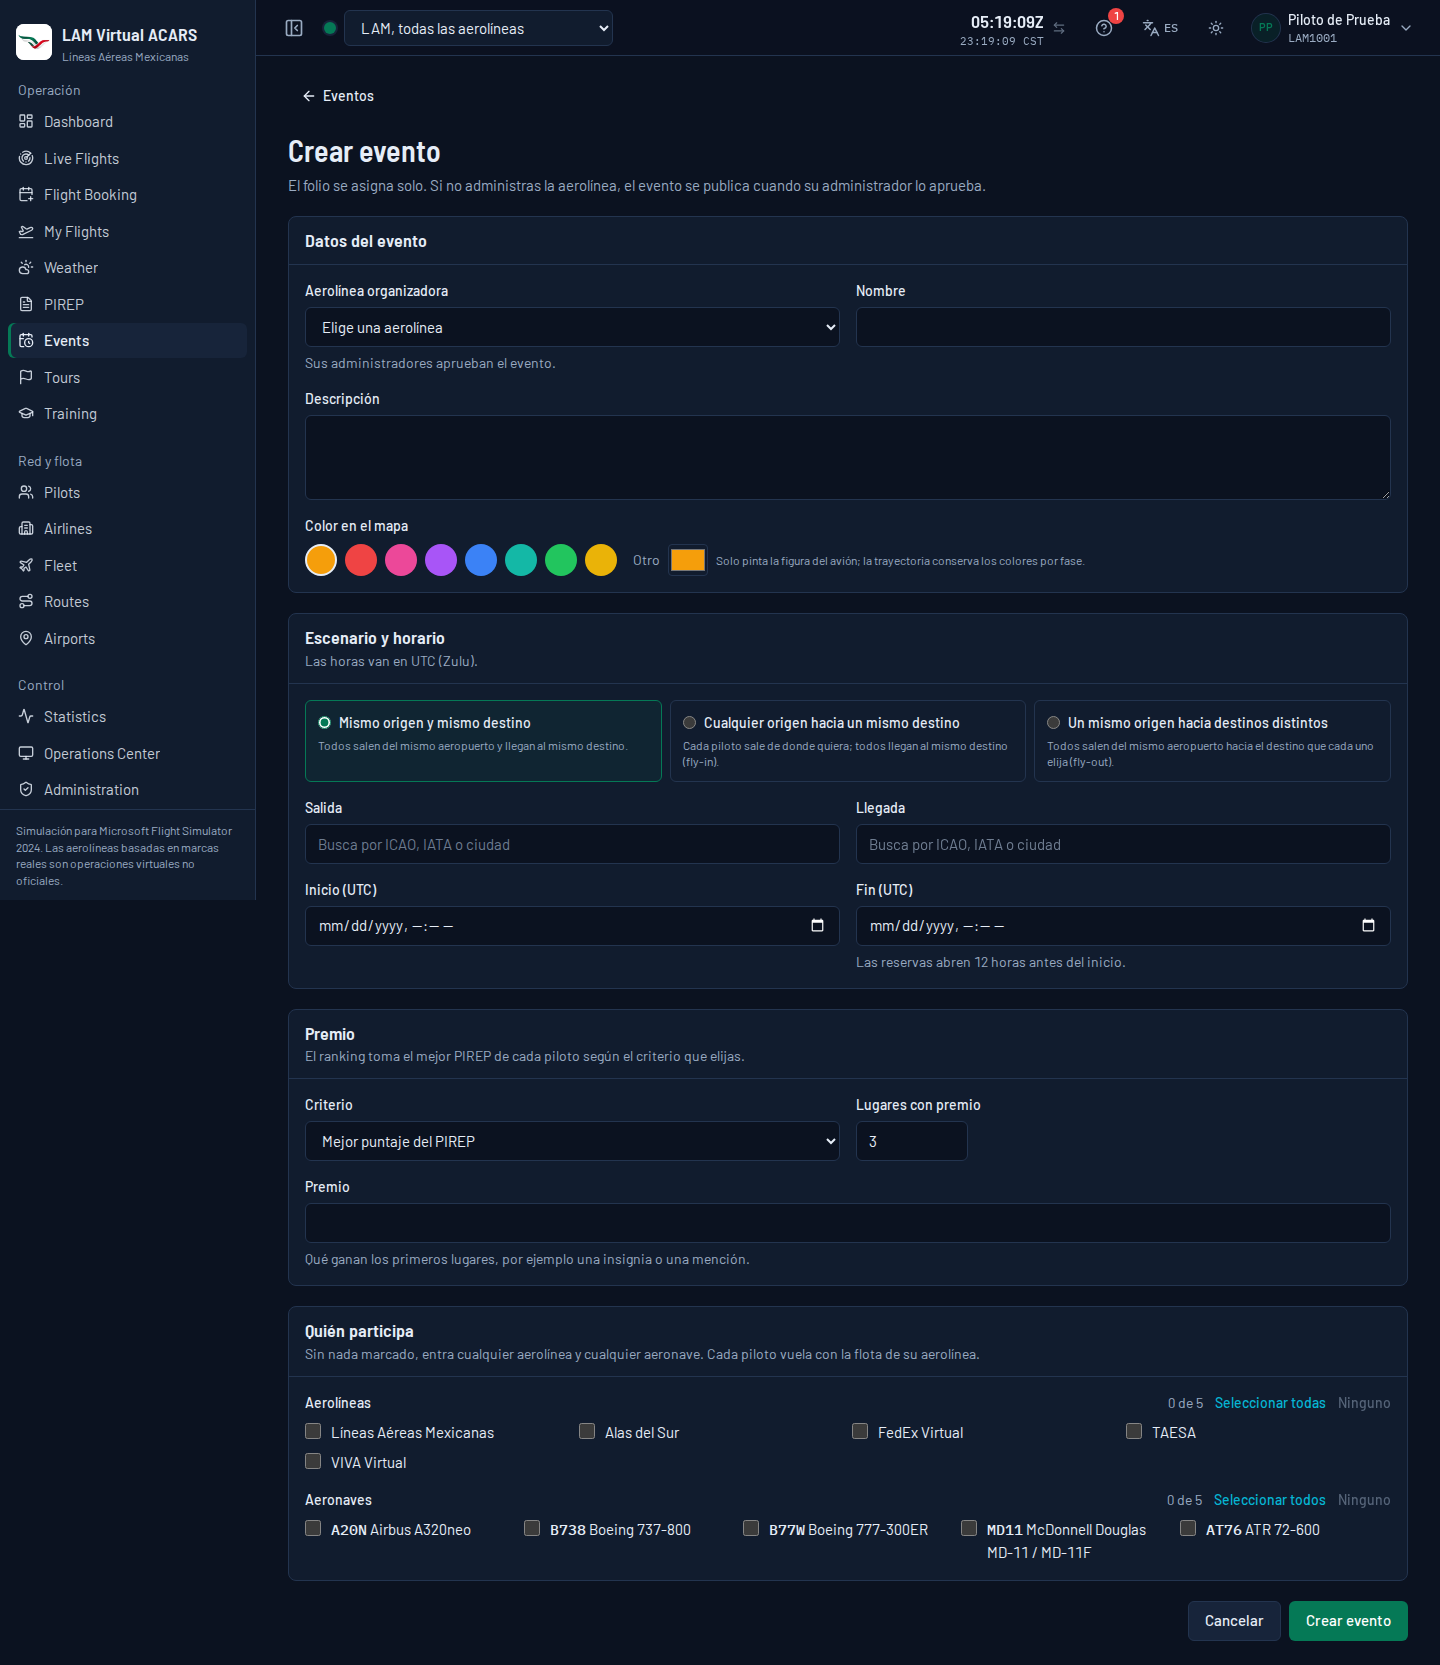 LAM Virtual ACARS
Líneas Aéreas Mexicanas
Operación
Dashboard
Live Flights
Flight Booking
My Flights
Weather
PIREP
Events
Tours
Training
Red y flota
Pilots
Airlines
Fleet
Routes
Airports
Control
Statistics
Operations Center
Administration
Simulación para Microsoft Flight Simulator
2024. Las aerolíneas basadas en marcas
reales son operaciones virtuales no
oficiales.
LAM, todas las aerolíneas
05:19:09Z
23:19:09 CST
1
ES
PP
Piloto de Prueba
LAM1001
Eventos
Crear evento
El folio se asigna solo. Si no administras la aerolínea, el evento se publica cuando su administrador lo aprueba.
Datos del evento
Aerolínea organizadora
Nombre
Elige una aerolínea
Sus administradores aprueban el evento.
Descripción
Color en el mapa
Otro
Solo pinta la figura del avión; la trayectoria conserva los colores por fase.
Escenario y horario
Las horas van en UTC (Zulu).
Mismo origen y mismo destino
Todos salen del mismo aeropuerto y llegan al mismo destino.
Cualquier origen hacia un mismo destino
Cada piloto sale de donde quiera; todos llegan al mismo destino
(fly-in).
Un mismo origen hacia destinos distintos
Todos salen del mismo aeropuerto hacia el destino que cada uno
elija (fly-out).
Salida
Llegada
Busca por ICAO, IATA o ciudad
Busca por ICAO, IATA o ciudad
Inicio (UTC)
Fin (UTC)
mm/dd/yyyy, --:-- --
mm/dd/yyyy, --:-- --
Las reservas abren 12 horas antes del inicio.
Premio
El ranking toma el mejor PIREP de cada piloto según el criterio que elijas.
Criterio
Lugares con premio
Mejor puntaje del PIREP
3
Premio
Qué ganan los primeros lugares, por ejemplo una insignia o una mención.
Quién participa
Sin nada marcado, entra cualquier aerolínea y cualquier aeronave. Cada piloto vuela con la flota de su aerolínea.
Aerolíneas
0 de 5 Seleccionar todas Ninguno
Líneas Aéreas Mexicanas
Alas del Sur
FedEx Virtual
TAESA
VIVA Virtual
Aeronaves
0 de 5 Seleccionar todos Ninguno
A20N Airbus A320neo
B738 Boeing 737-800
B77W Boeing 777-300ER
MD11 McDonnell Douglas
MD-11 / MD-11F
AT76 ATR 72-600
Cancelar
Crear evento